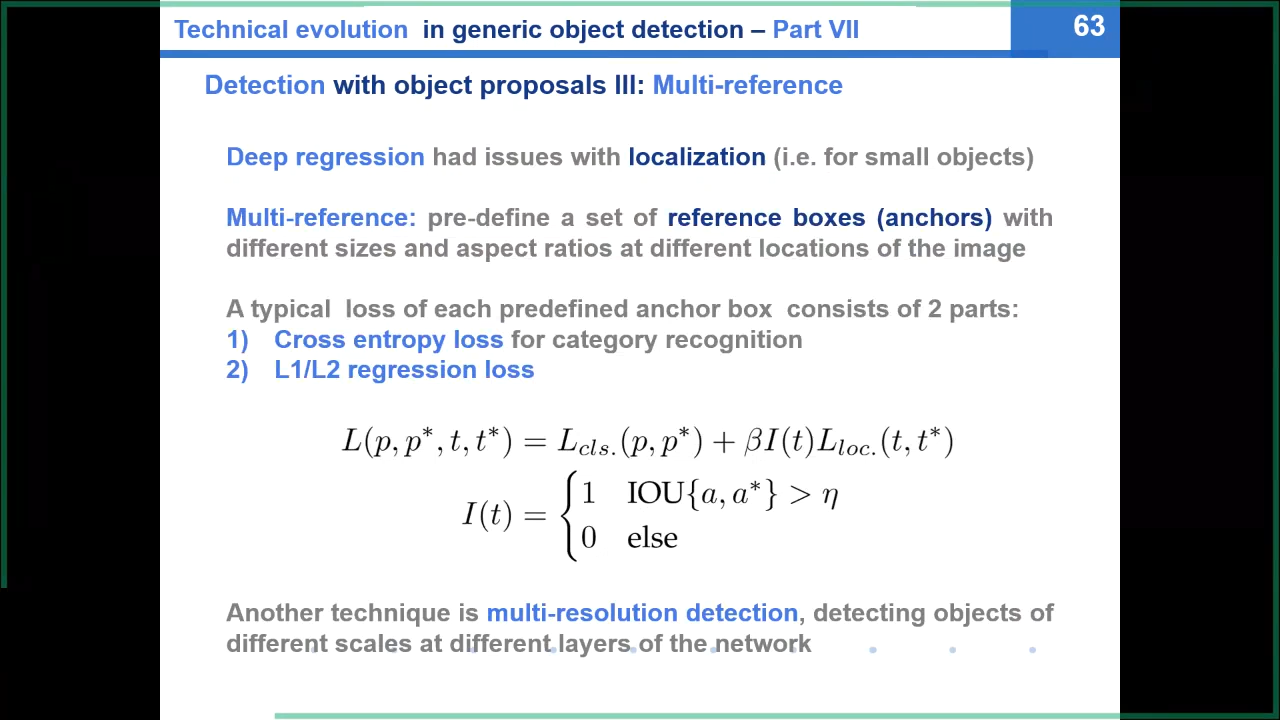 Technical evolution in generic object detection – Part VII
63
Detection with object proposals III: Multi-reference
Deep regression had issues with localization (i.e. for small objects)
Multi-reference: pre-define a set of reference boxes (anchors) with
different sizes and aspect ratios at different locations of the image
A typical loss of each predefined anchor box consists of 2 parts:
1) Cross entropy loss for category recognition
2) L1/L2 regression loss
L(p, p*, t, t*) = L_{cls.}(p, p*) + βI(t)L_{loc.}(t, t*)
I(t) = { 1 IOU{a, a*} > η
0 else
Another technique is multi-resolution detection, detecting objects of
different scales at different layers of the network